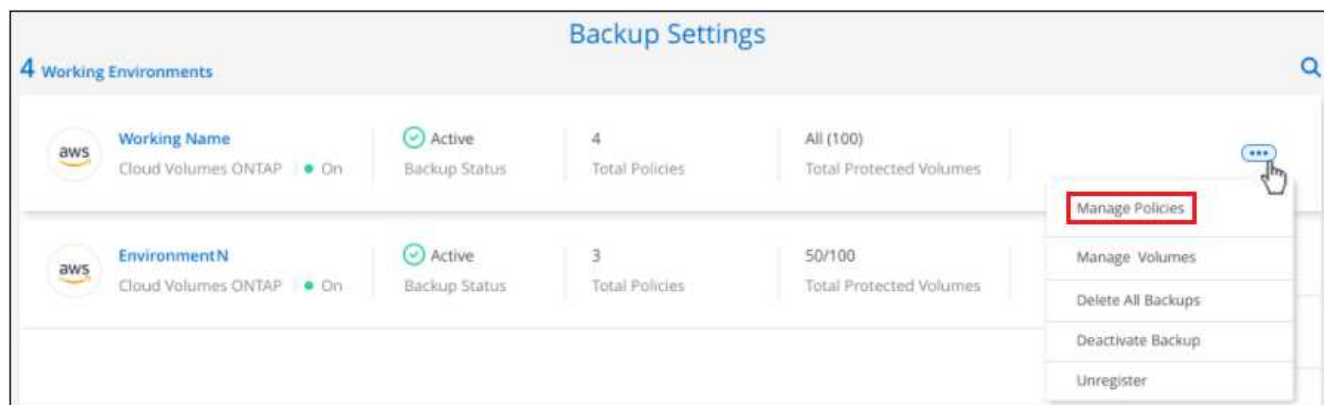 Backup Settings
4 Working Environments
aws
Working Name
Cloud Volumes ONTAP
On
Active
Backup Status
4
Total Policies
All (100)
Total Protected Volumes
Manage Policies
Manage Volumes
Delete All Backups
Deactivate Backup
Unregister
aws
EnvironmentN
Cloud Volumes ONTAP
On
Active
Backup Status
3
Total Policies
50/100
Total Protected Volumes